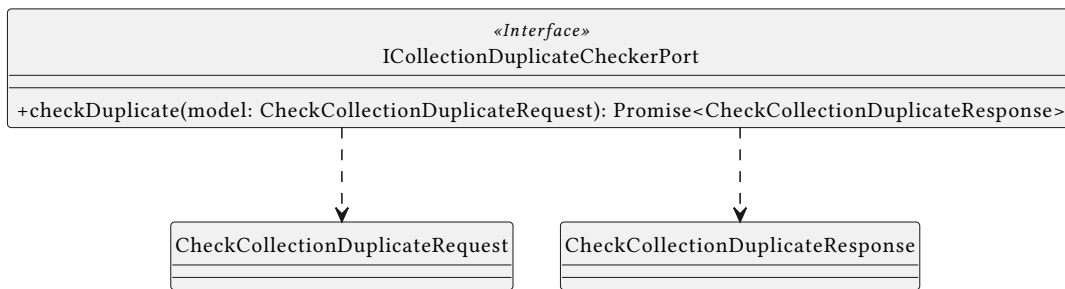 «Interface»
ICollectionDuplicateCheckerPort
+checkDuplicate(model: CheckCollectionDuplicateRequest): Promise<CheckCollectionDuplicateResponse>
CheckCollectionDuplicateRequest
CheckCollectionDuplicateResponse